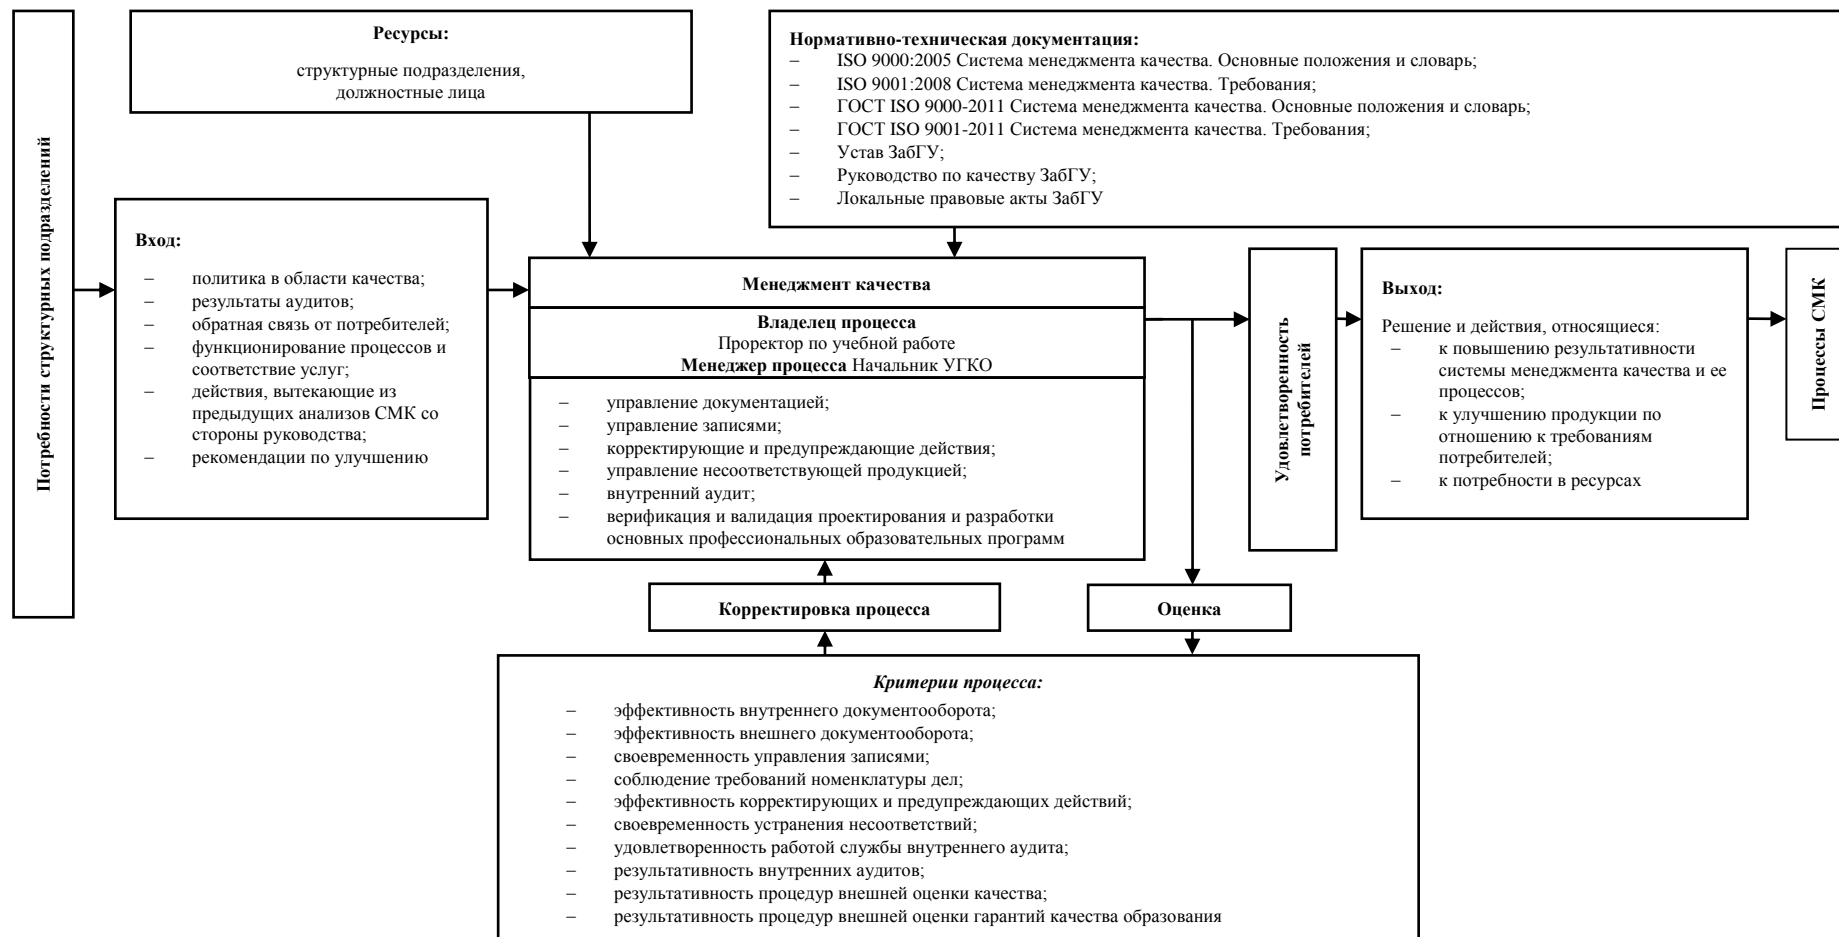 Потребности структурных подразделений
Ресурсы:
структурные подразделения,
должностные лица
Нормативно-техническая документация:
– ISO 9000:2005 Система менеджмента качества. Основные положения и словарь;
– ISO 9001:2008 Система менеджмента качества. Требования;
– ГОСТ ISO 9000-2011 Система менеджмента качества. Основные положения и словарь;
– ГОСТ ISO 9001-2011 Система менеджмента качества. Требования;
– Устав ЗабГУ;
– Руководство по качеству ЗабГУ;
– Локальные правовые акты ЗабГУ
Вход:
– политика в области качества;
– результаты аудитов;
– обратная связь от потребителей;
– функционирование процессов и
соответствие услуг;
– действия, вытекающие из
предыдущих анализов СМК со
стороны руководства;
– рекомендации по улучшению
Менеджмент качества
Владелец процесса
Проректор по учебной работе
Менеджер процесса Начальник УГКО
– управление документацией;
– управление записями;
– корректирующие и предупреждающие действия;
– управление несоответствующей продукцией;
– внутренний аудит;
– верификация и валидация проектирования и разработки
основных профессиональных образовательных программ
Удовлетворенность
потребителей
Выход:
Решение и действия, относящиеся:
– к повышению результативности
системы менеджмента качества и ее
процессов;
– к улучшению продукции по
отношению к требованиям
потребителей;
– к потребности в ресурсах
Процессы СМК
Корректировка процесса
Оценка
Критерии процесса:
– эффективность внутреннего документооборота;
– эффективность внешнего документооборота;
– своевременность управления записями;
– соблюдение требований номенклатуры дел;
– эффективность корректирующих и предупреждающих действий;
– своевременность устранения несоответствий;
– удовлетворенность работой службы внутреннего аудита;
– результативность внутренних аудитов;
– результативность процедур внешней оценки качества;
– результативность процедур внешней оценки гарантий качества образования